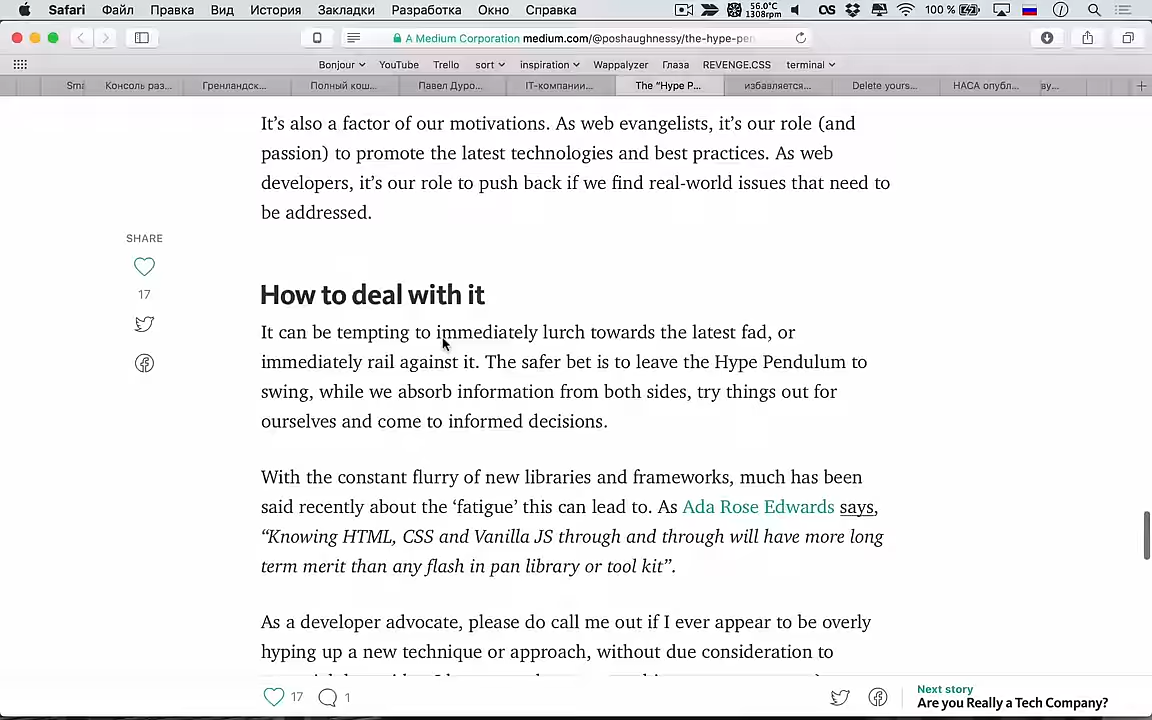 Safari Файл Правка Вид История Закладки Разработка Окно Справка 56.0°C 1308rpm 100 %
A Medium Corporation medium.com/@poshaughnessy/the-hype-pen
Bonjour YouTube Trello sort inspiration Wappalyzer Глаза REVENGE.CSS terminal
Sma Консоль раз... Гренландск... Полный кош... Павел Дуро... IT-компании... The “Hype P... избавляется... Delete yours... НАСА опубл... ву...
It’s also a factor of our motivations. As web evangelists, it’s our role (and
passion) to promote the latest technologies and best practices. As web
developers, it’s our role to push back if we find real-world issues that need to
be addressed.
SHARE
17
How to deal with it
It can be tempting to immediately lurch towards the latest fad, or
immediately rail against it. The safer bet is to leave the Hype Pendulum to
swing, while we absorb information from both sides, try things out for
ourselves and come to informed decisions.
With the constant flurry of new libraries and frameworks, much has been
said recently about the ‘fatigue’ this can lead to. As Ada Rose Edwards says,
“Knowing HTML, CSS and Vanilla JS through and through will have more long
term merit than any flash in pan library or tool kit”.
As a developer advocate, please do call me out if I ever appear to be overly
hyping up a new technique or approach, without due consideration to
17 1
Next story
Are you Really a Tech Company?